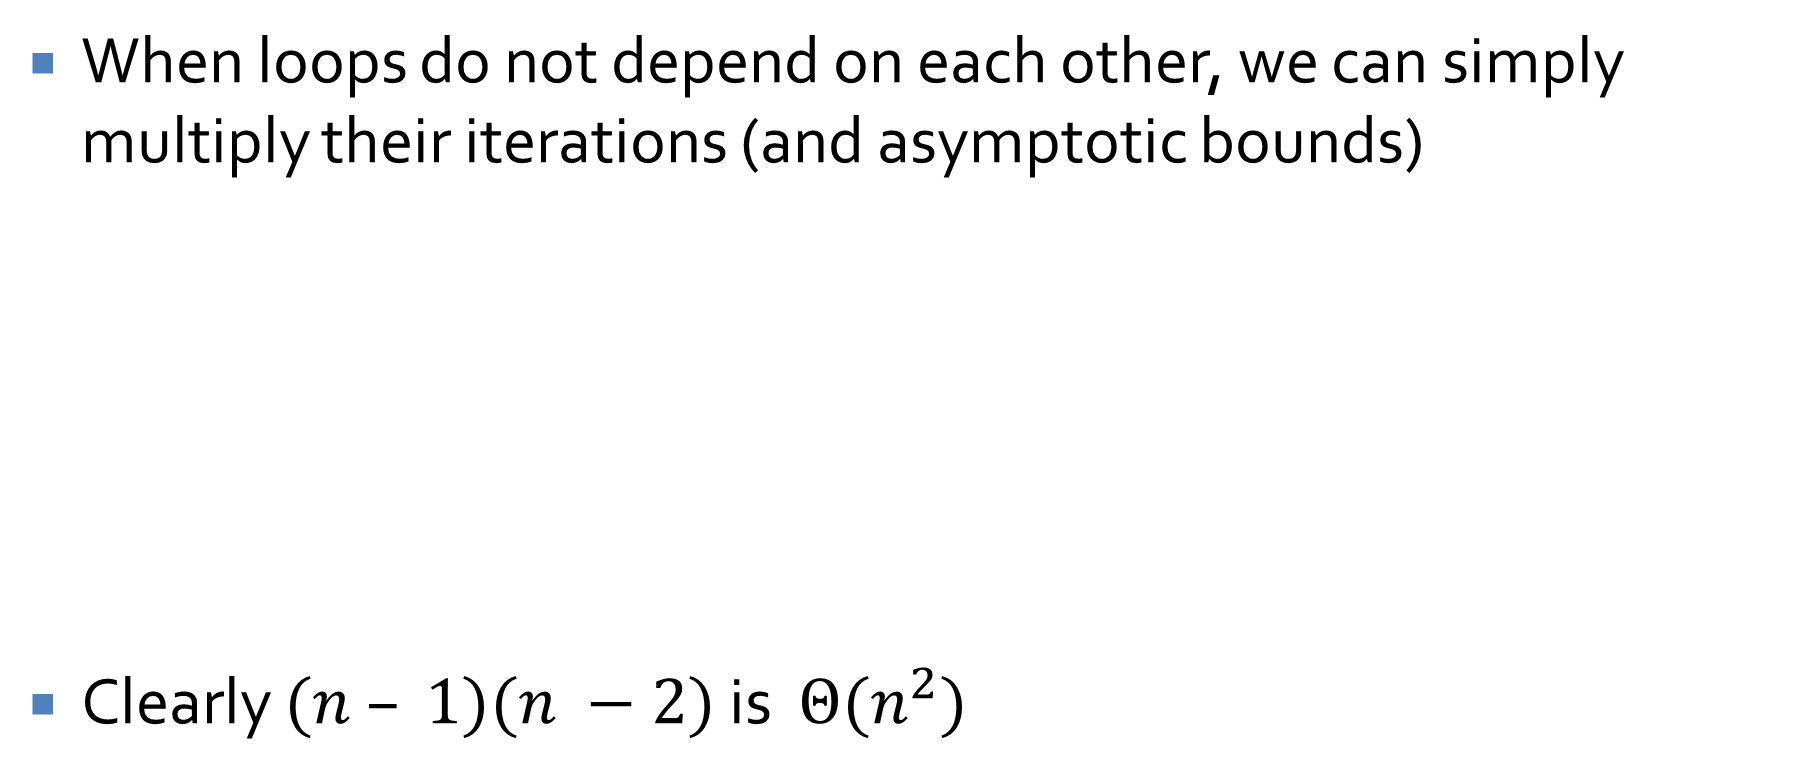 ▪ When loops do not depend on each other, we can simply
multiply their iterations (and asymptotic bounds)
▪ Clearly (n – 1)(n − 2) is Θ(n²)